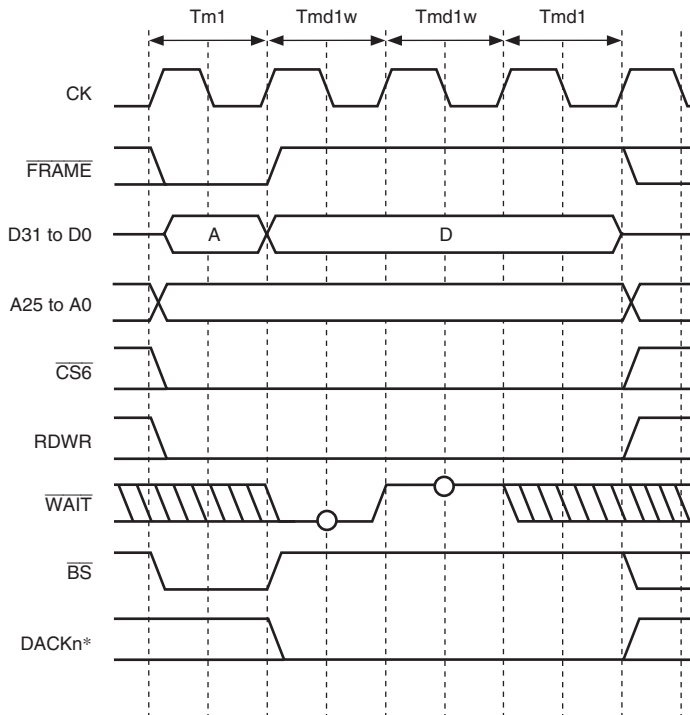 Tm1 Tmd1w Tmd1w Tmd1
CK
FRAME
D31 to D0 A D
A25 to A0
CS6
RDWR
WAIT
BS
DACKn*